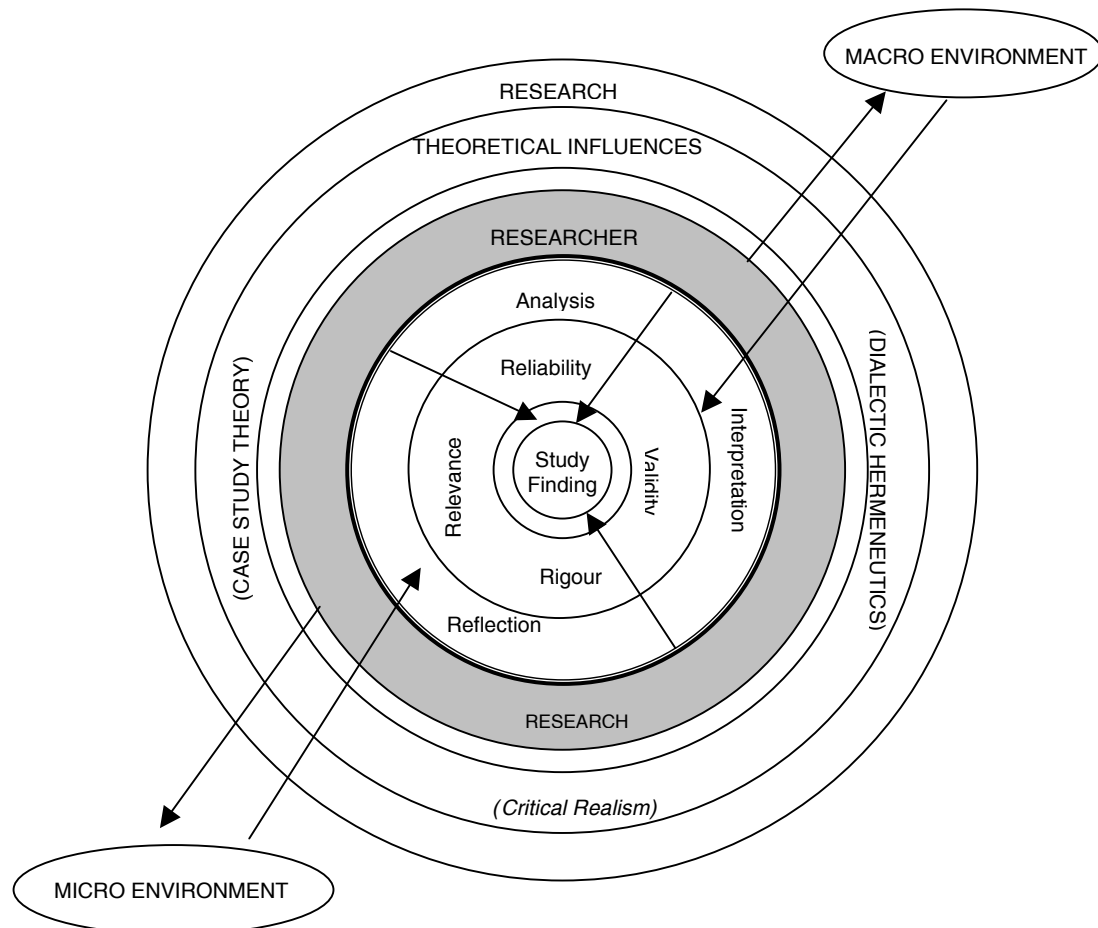 MACRO ENVIRONMENT
RESEARCH
THEORETICAL INFLUENCES
RESEARCHER
Analysis
Reliability
(CASE STUDY THEORY)
Relevance
Study
Finding
Validity
Interpretation
(DIALECTIC HERMENEUTICS)
Rigour
Reflection
RESEARCH
(Critical Realism)
MICRO ENVIRONMENT